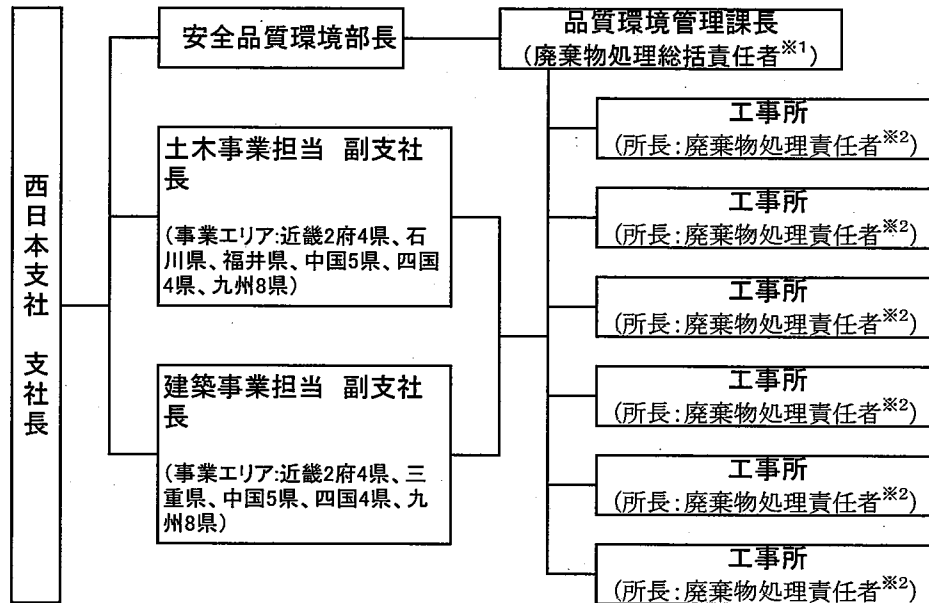 西日本支社 支社長
安全品質環境部長
品質環境管理課長
(廃棄物処理総括責任者※1)
土木事業担当 副支社
長
(事業エリア:近畿2府4県、石
川県、福井県、中国5県、四国
4県、九州8県)
建築事業担当 副支社
長
(事業エリア:近畿2府4県、三
重県、中国5県、四国4県、九
州8県)
工事所
(所長:廃棄物処理責任者※2)
工事所
(所長:廃棄物処理責任者※2)
工事所
(所長:廃棄物処理責任者※2)
工事所
(所長:廃棄物処理責任者※2)
工事所
(所長:廃棄物処理責任者※2)
工事所
(所長:廃棄物処理責任者※2)